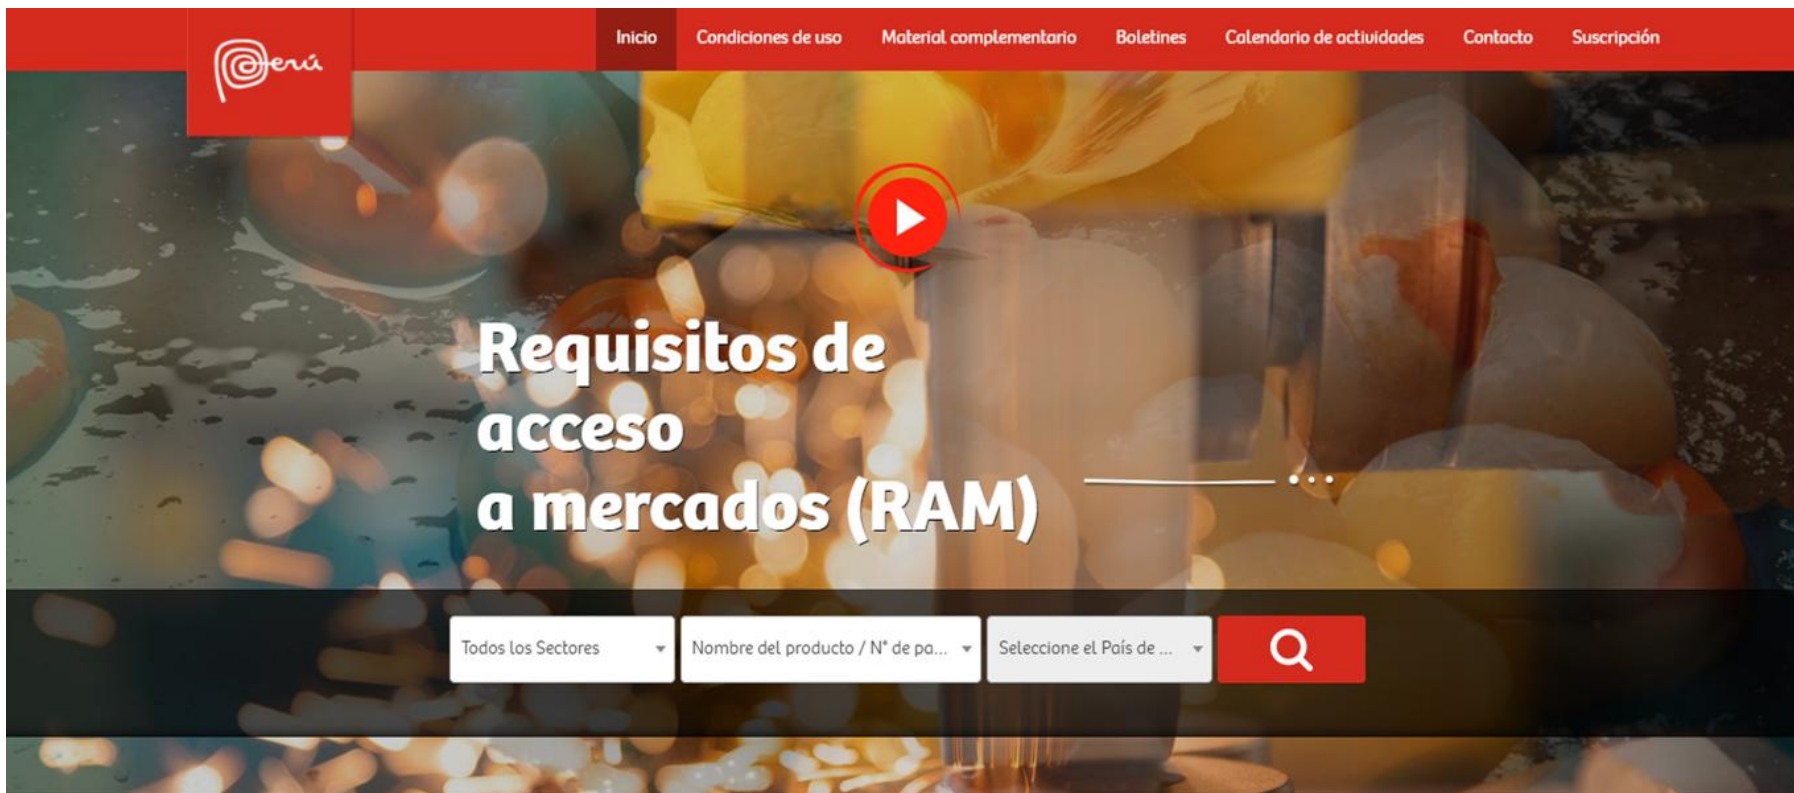 Perú
Inicio
Condiciones de uso
Material complementario
Boletines
Calendario de actividades
Contacto
Suscripción
Requisitos de
acceso
a mercados (RAM)
Todos los Sectores
Nombre del producto / N° de pa...
Seleccione el País de ...